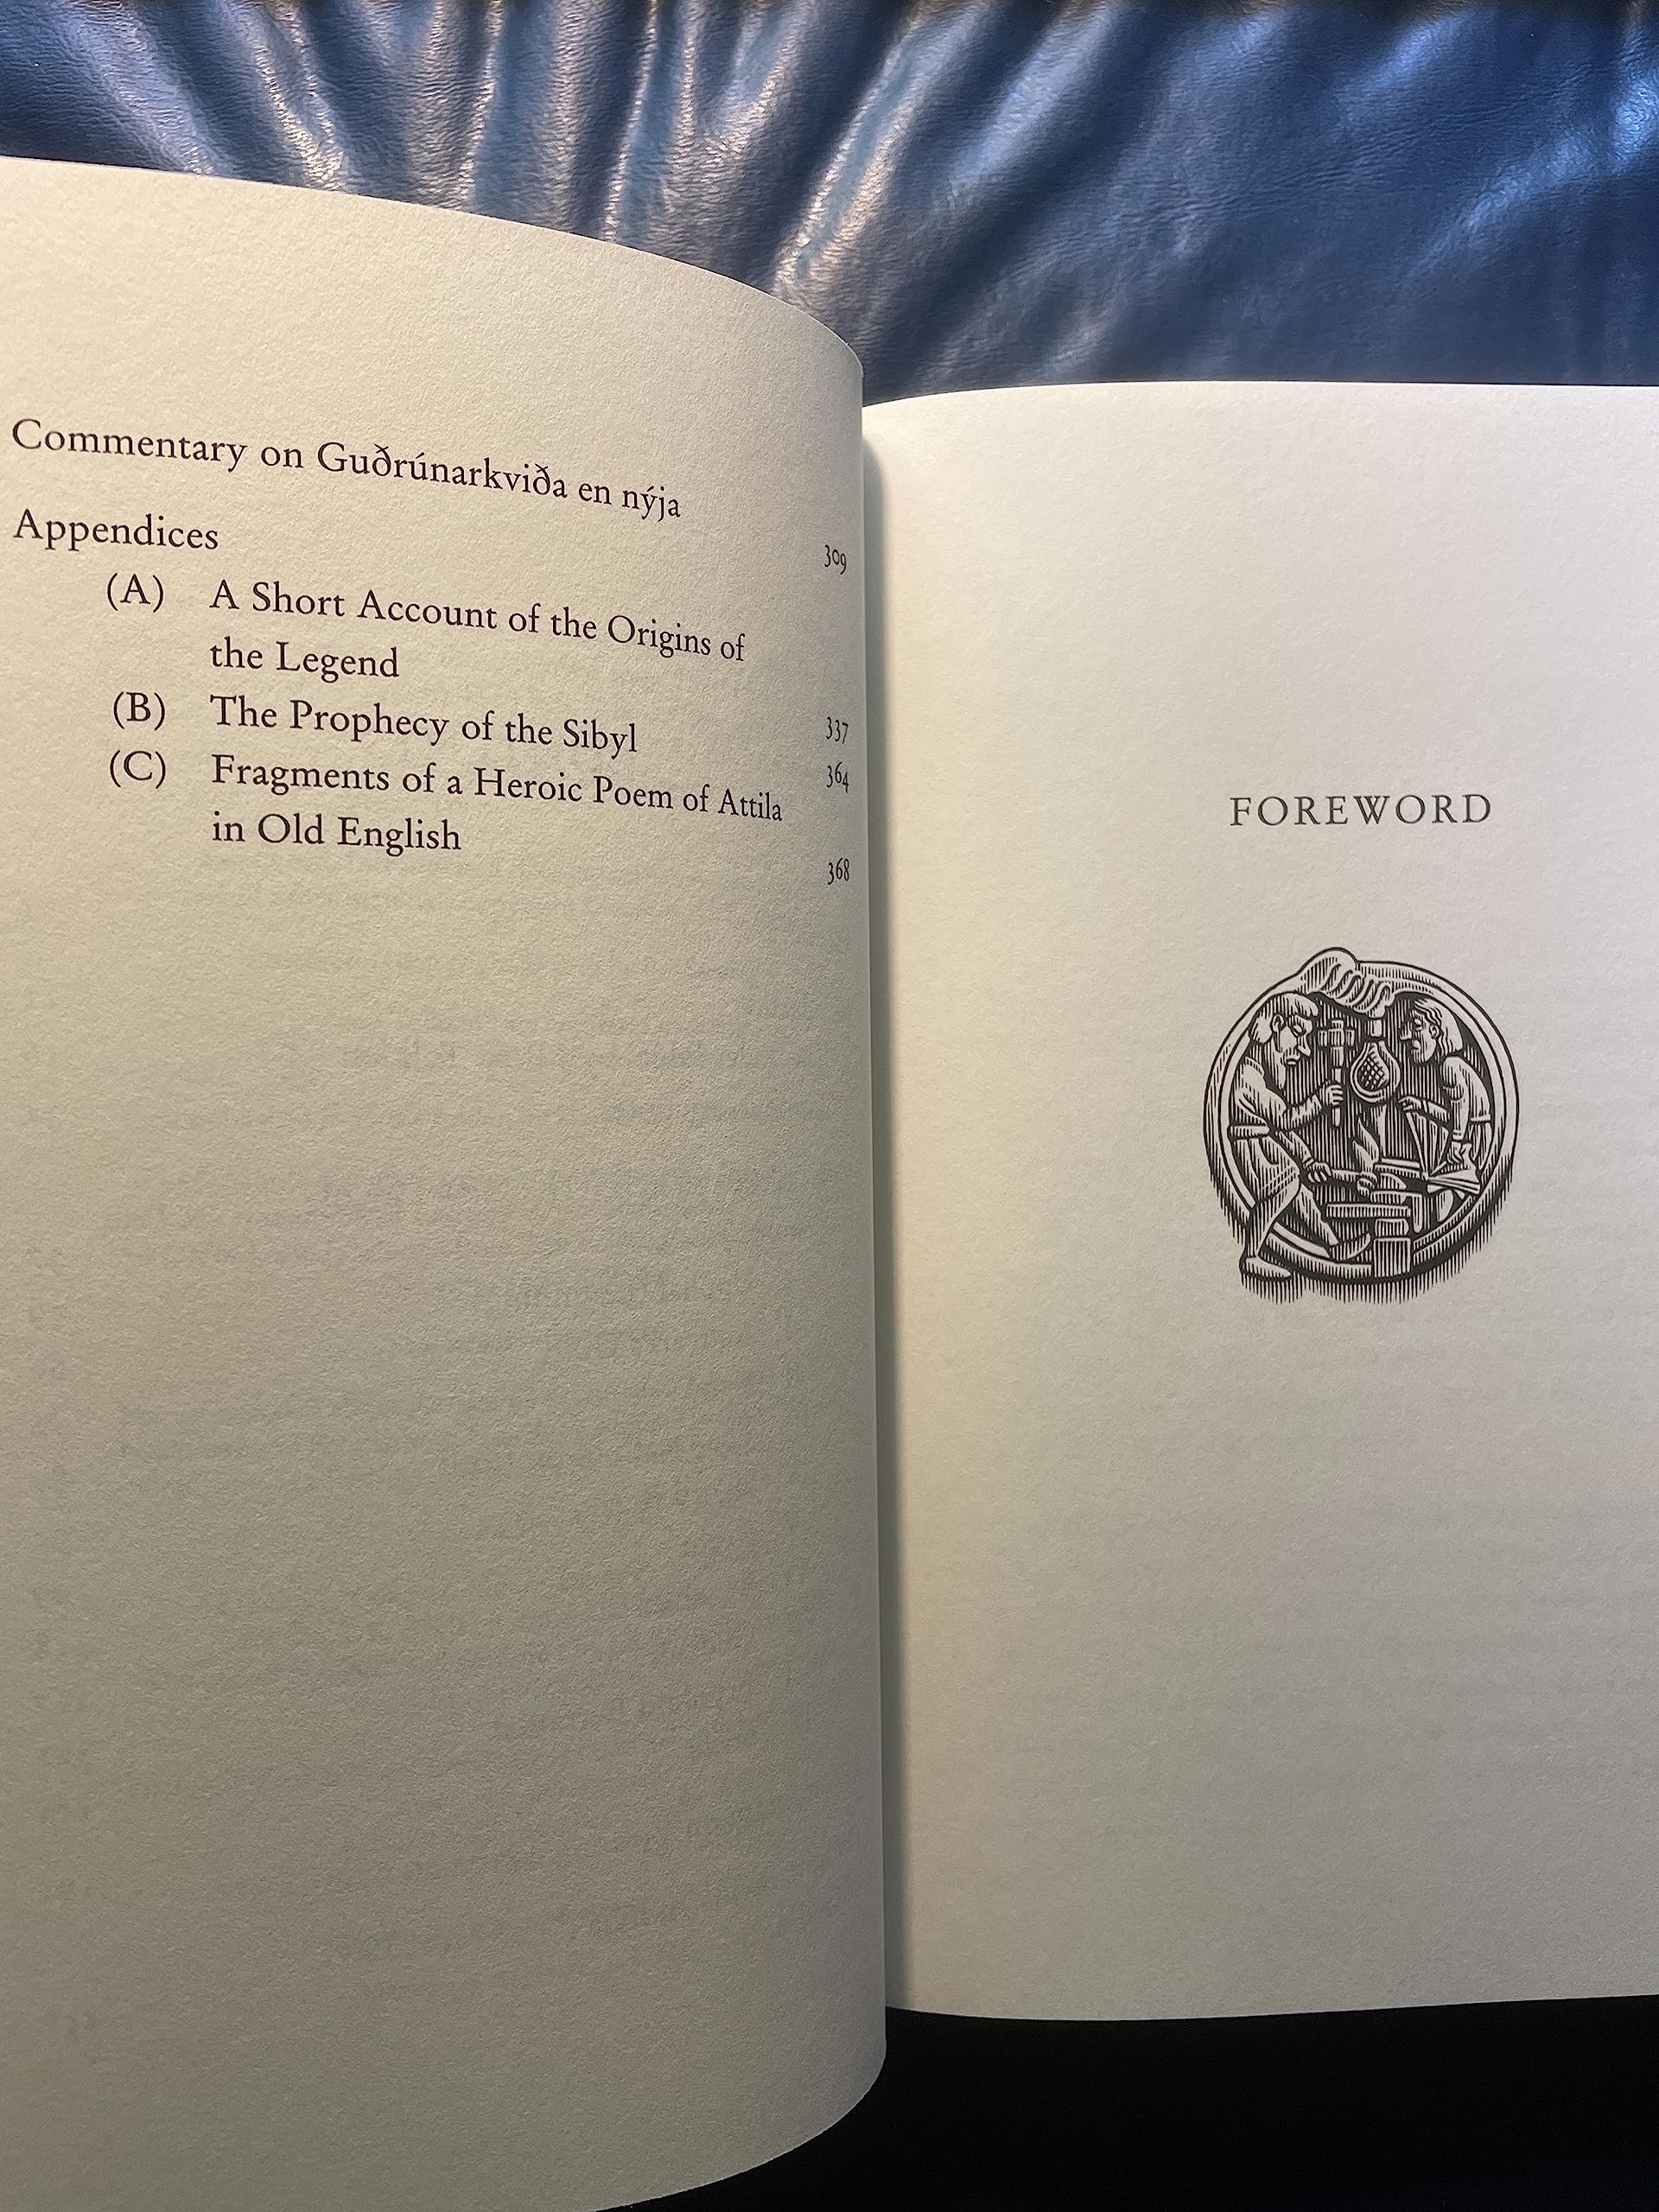 Commentary on Guðrúnarkviða en nýja 309
Appendices
(A) A Short Account of the Origins of
the Legend 337
(B) The Prophecy of the Sibyl 364
(C) Fragments of a Heroic Poem of Attila
in Old English 368
FOREWORD